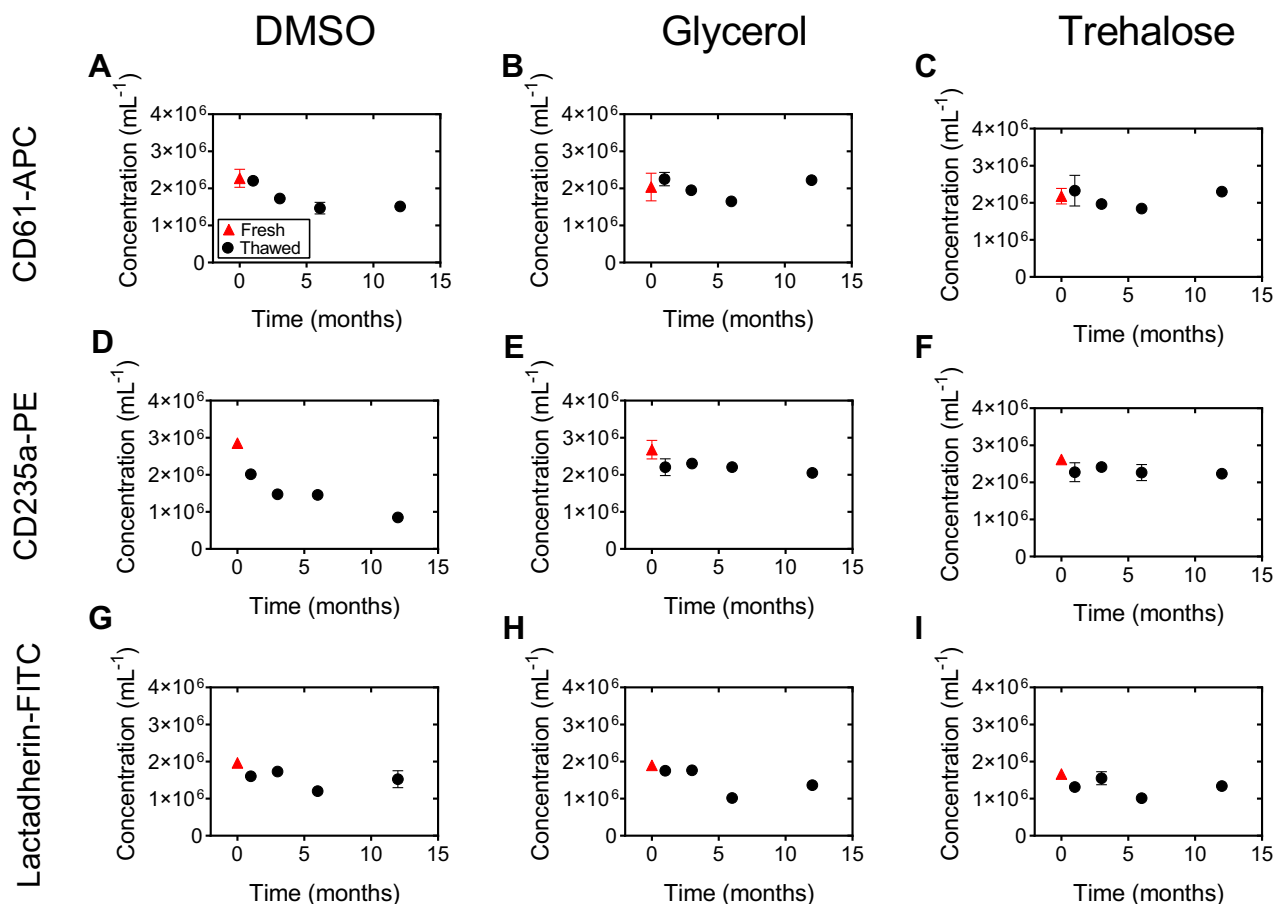 DMSO
Glycerol
Trehalose
CD61-APC
A
Concentration (mL⁻¹)
4×10⁶
3×10⁶
2×10⁶
1×10⁶
0
Fresh
Thawed
0 5 10 15
Time (months)
B
Concentration (mL⁻¹)
4×10⁶
3×10⁶
2×10⁶
1×10⁶
0
0 5 10 15
Time (months)
C
Concentration (mL⁻¹)
4×10⁶
3×10⁶
2×10⁶
1×10⁶
0
0 5 10 15
Time (months)
CD235a-PE
D
Concentration (mL⁻¹)
4×10⁶
3×10⁶
2×10⁶
1×10⁶
0
0 5 10 15
Time (months)
E
Concentration (mL⁻¹)
4×10⁶
3×10⁶
2×10⁶
1×10⁶
0
0 5 10 15
Time (months)
F
Concentration (mL⁻¹)
4×10⁶
3×10⁶
2×10⁶
1×10⁶
0
0 5 10 15
Time (months)
Lactadherin-FITC
G
Concentration (mL⁻¹)
4×10⁶
3×10⁶
2×10⁶
1×10⁶
0
0 5 10 15
Time (months)
H
Concentration (mL⁻¹)
4×10⁶
3×10⁶
2×10⁶
1×10⁶
0
0 5 10 15
Time (months)
I
Concentration (mL⁻¹)
4×10⁶
3×10⁶
2×10⁶
1×10⁶
0
0 5 10 15
Time (months)